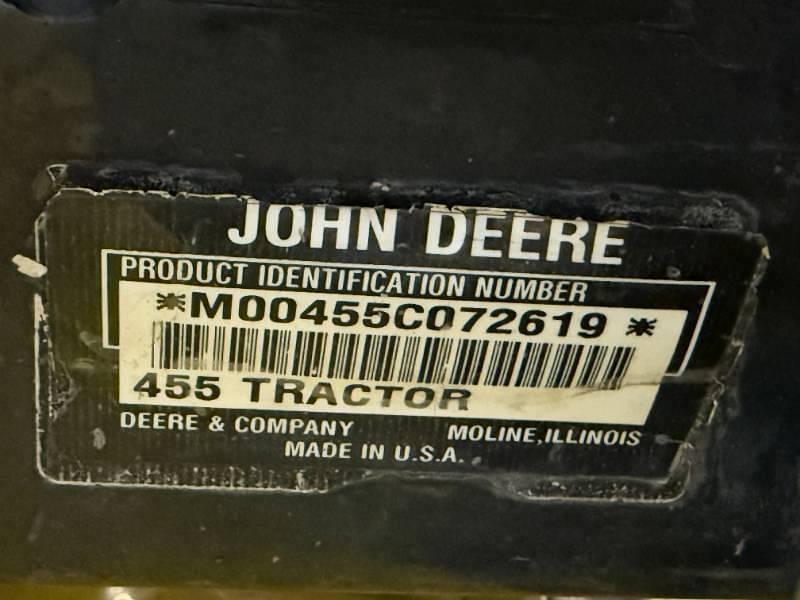 JOHN DEERE
PRODUCT IDENTIFICATION NUMBER
*M00455C072619*
455 TRACTOR
DEERE & COMPANY MOLINE, ILLINOIS
MADE IN U.S.A.